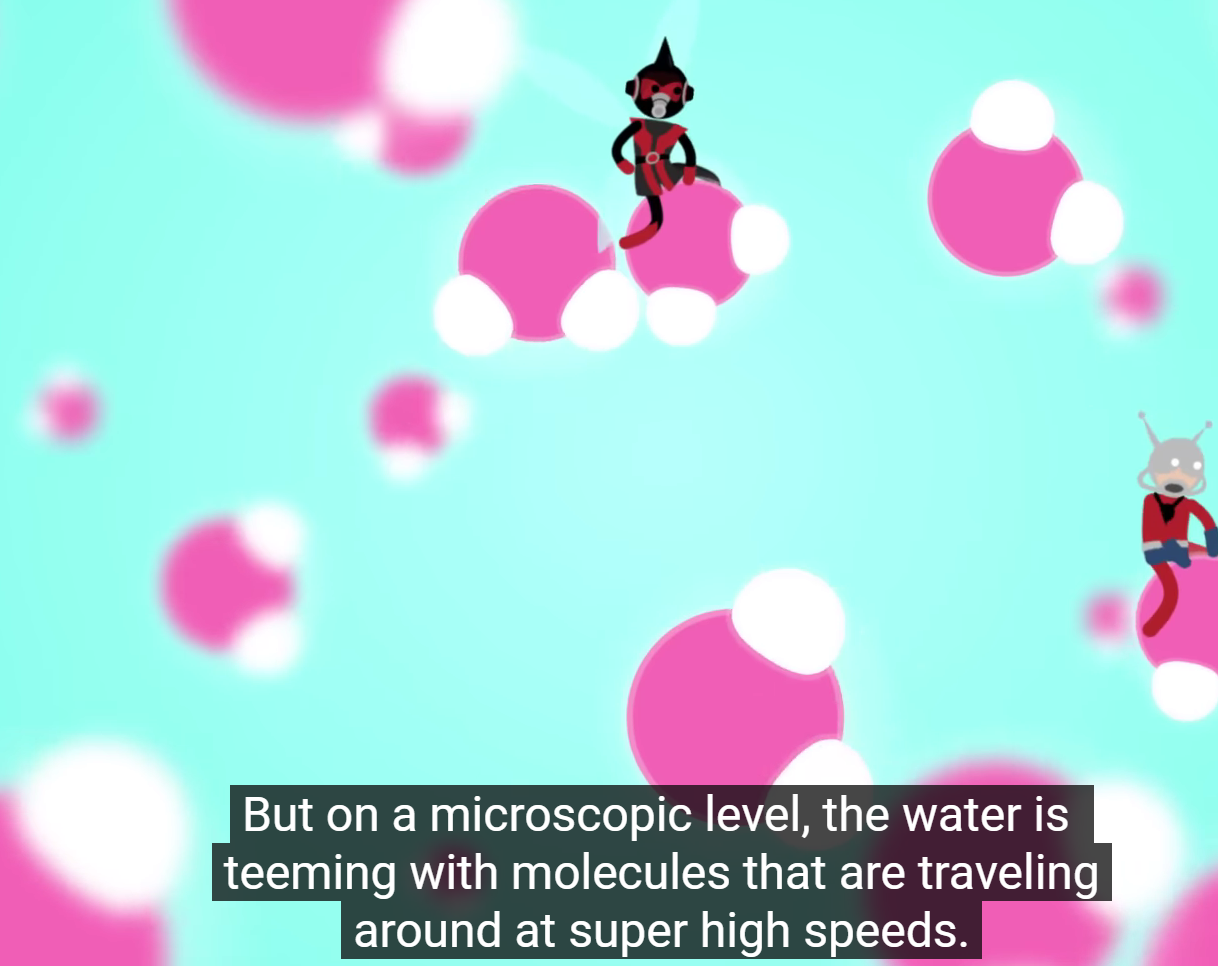 But on a microscopic level, the water is
teeming with molecules that are traveling
around at super high speeds.